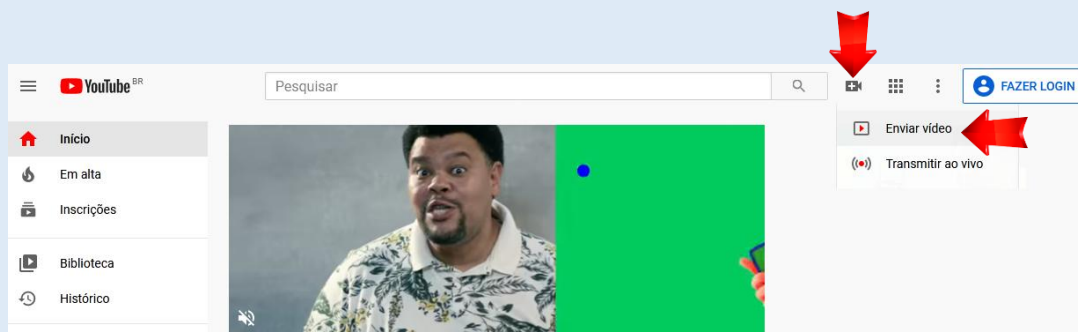 YouTube BR
Pesquisar
FAZER LOGIN
Início
Enviar vídeo
Em alta
Transmitir ao vivo
Inscrições
Biblioteca
Histórico